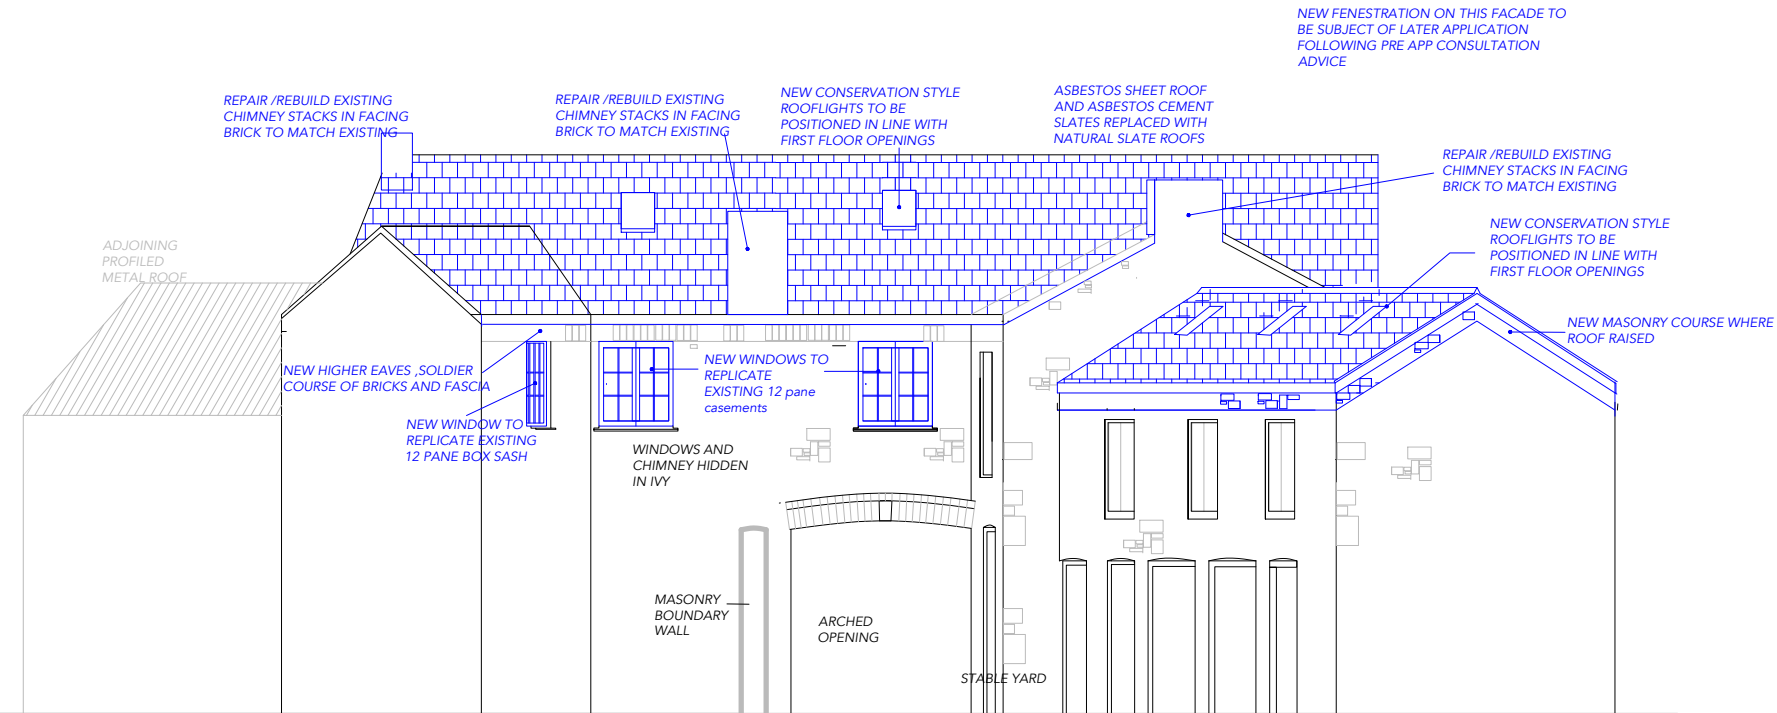 NEW FENESTRATION ON THIS FACADE TO
BE SUBJECT OF LATER APPLICATION
FOLLOWING PRE APP CONSULTATION
ADVICE
REPAIR /REBUILD EXISTING
CHIMNEY STACKS IN FACING
BRICK TO MATCH EXISTING
REPAIR /REBUILD EXISTING
CHIMNEY STACKS IN FACING
BRICK TO MATCH EXISTING
NEW CONSERVATION STYLE
ROOFLIGHTS TO BE
POSITIONED IN LINE WITH
FIRST FLOOR OPENINGS
ASBESTOS SHEET ROOF
AND ASBESTOS CEMENT
SLATES REPLACED WITH
NATURAL SLATE ROOFS
REPAIR /REBUILD EXISTING
CHIMNEY STACKS IN FACING
BRICK TO MATCH EXISTING
NEW CONSERVATION STYLE
ROOFLIGHTS TO BE
POSITIONED IN LINE WITH
FIRST FLOOR OPENINGS
ADJOINING
PROFILED
METAL ROOF
NEW MASONRY COURSE WHERE
ROOF RAISED
NEW HIGHER EAVES ,SOLDIER
COURSE OF BRICKS AND FASCIA
NEW WINDOWS TO
REPLICATE
EXISTING 12 pane
casements
NEW WINDOW TO
REPLICATE EXISTING
12 PANE BOX SASH
WINDOWS AND
CHIMNEY HIDDEN
IN IVY
MASONRY
BOUNDARY
WALL
ARCHED
OPENING
STABLE YARD